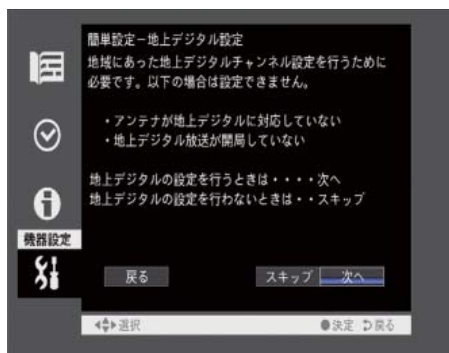 簡単設定－地上デジタル設定
地域にあった地上デジタルチャンネル設定を行うために
必要です。以下の場合は設定できません。
・アンテナが地上デジタルに対応していない
・地上デジタル放送が開局していない
地上デジタルの設定を行うときは・・・・次へ
地上デジタルの設定を行わないときは・・スキップ
機器設定
戻る スキップ 次へ
選択 決定 戻る